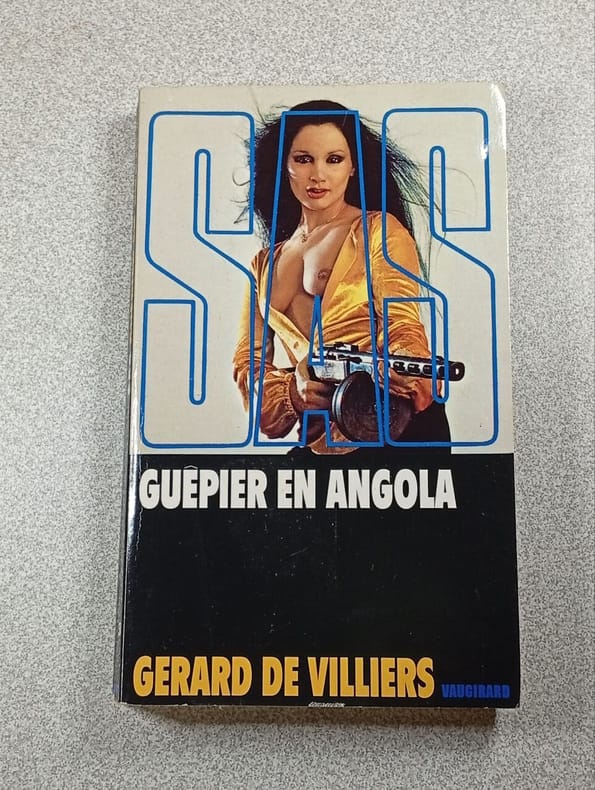 SAS
GUÊPIER EN ANGOLA
GERARD DE VILLIERS VAUGIRARD